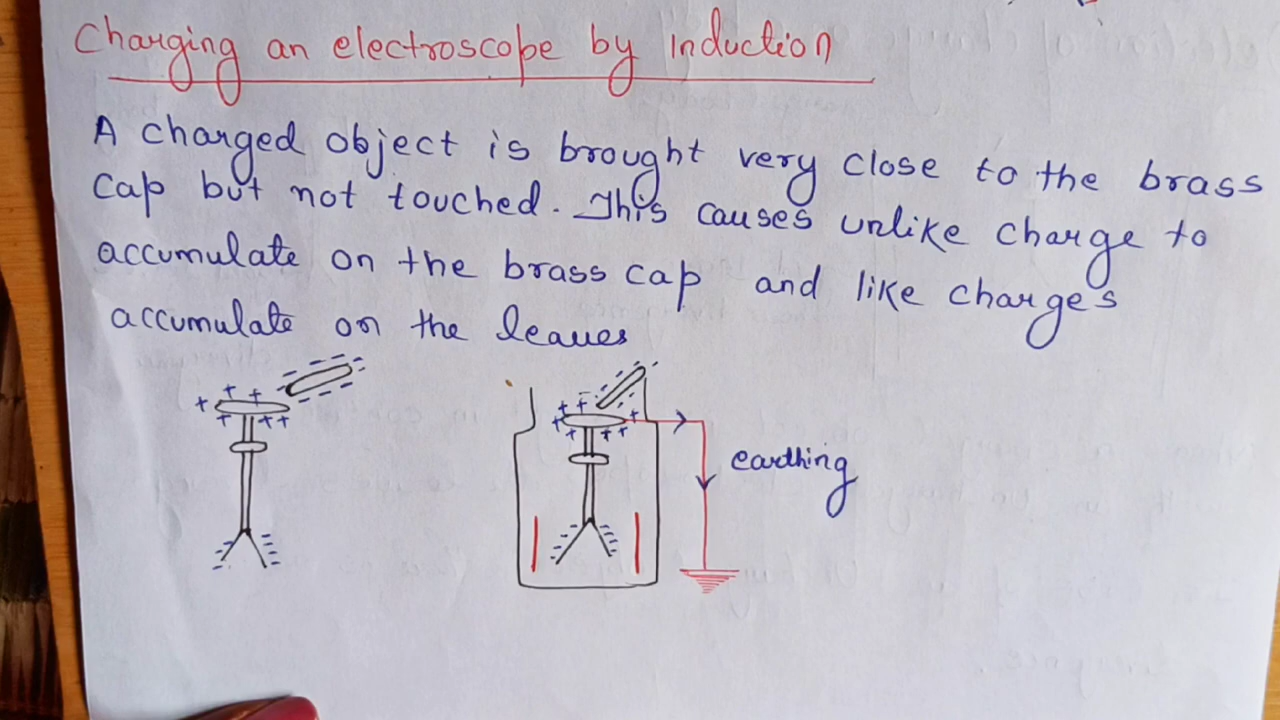 Charging an electroscope by induction
A charged object is brought very close to the brass
cap but not touched. This causes unlike charge to
accumulate on the brass cap and like charges
accumulate on the leaves
earthing